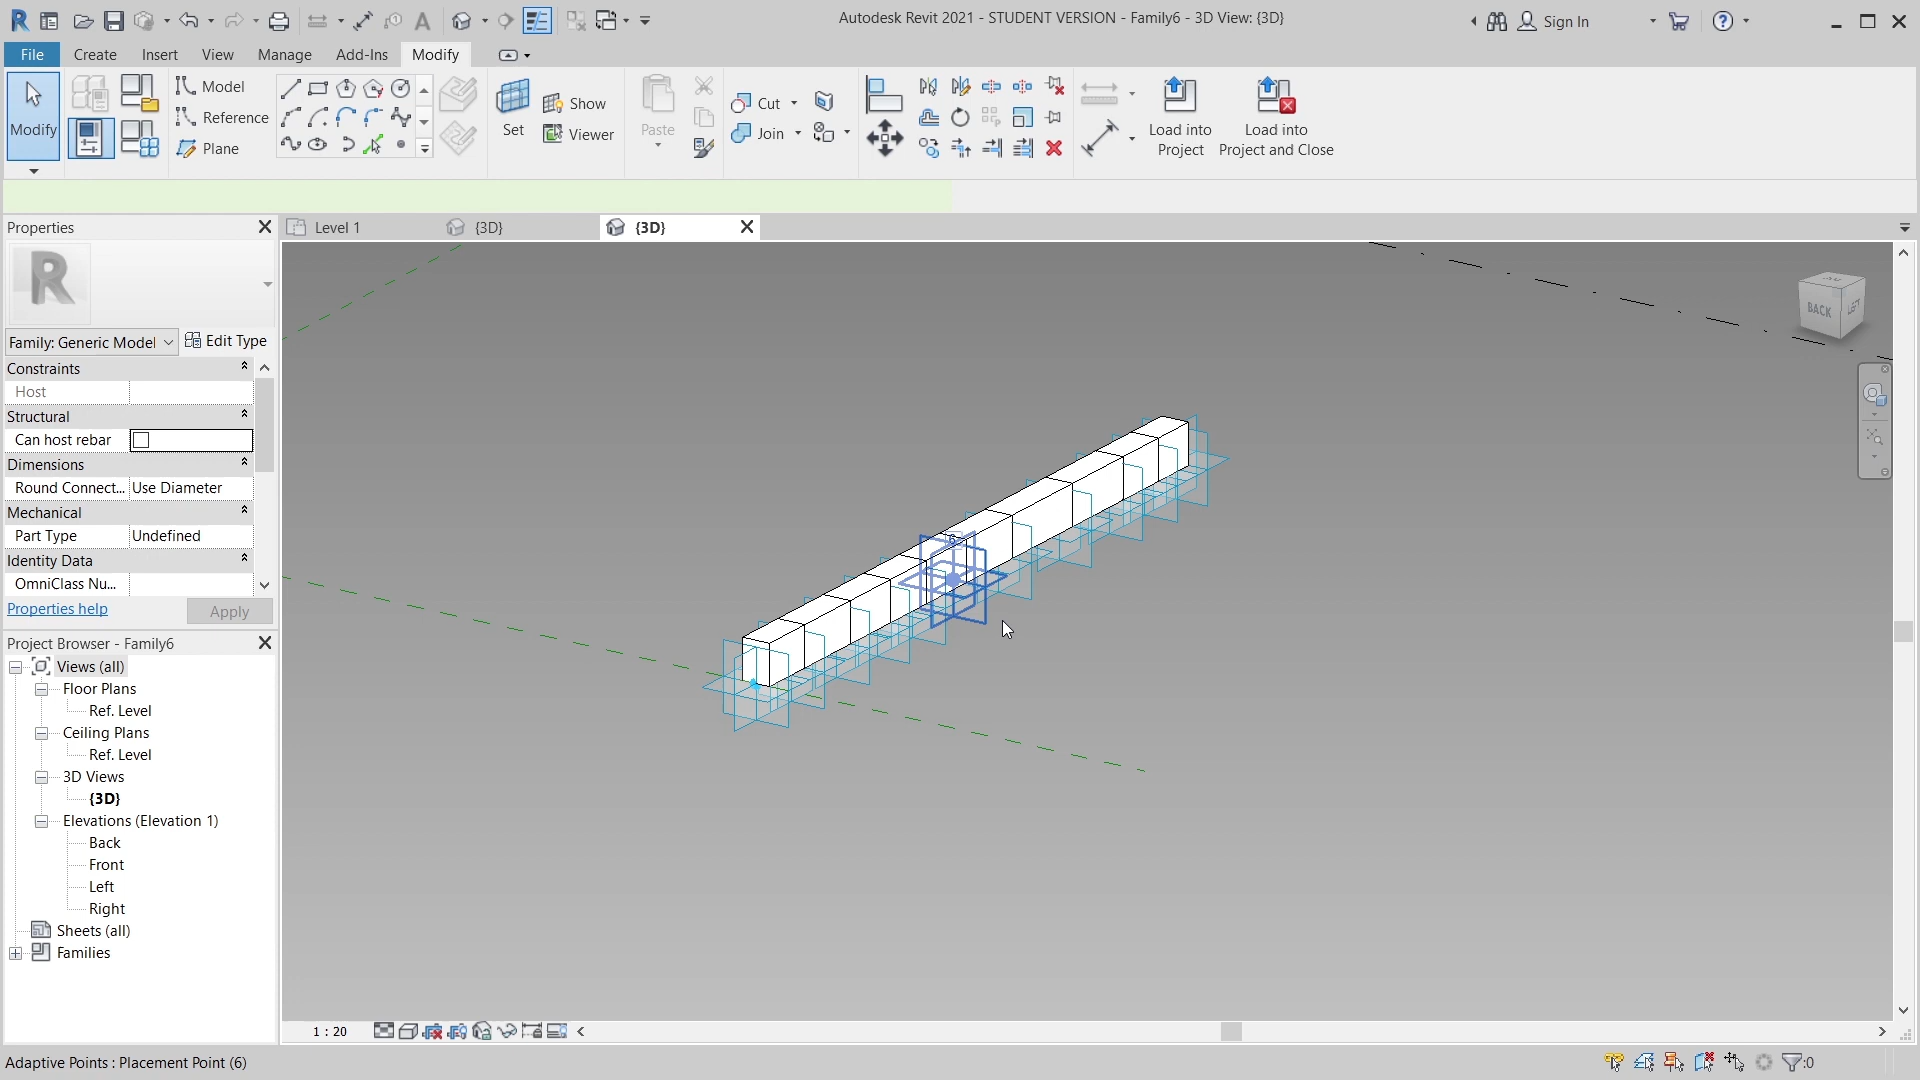 Autodesk Revit 2021 - STUDENT VERSION - Family6 - 3D View: {3D}
Sign In
File
Create
Insert
View
Manage
Add-Ins
Modify
Modify
Model
Reference
Plane
Set
Show
Viewer
Paste
Cut
Join
Load into
Project
Load into
Project and Close
Properties
Level 1
{3D}
{3D}
R
Family: Generic Model
Edit Type
Constraints
Host
Structural
Can host rebar
Dimensions
Round Connect...
Use Diameter
Mechanical
Part Type
Undefined
Identity Data
OmniClass Nu...
Properties help
Apply
Project Browser - Family6
Views (all)
Floor Plans
Ref. Level
Ceiling Plans
Ref. Level
3D Views
{3D}
Elevations (Elevation 1)
Back
Front
Left
Right
Sheets (all)
Families
BACK
LEFT
6
1 : 20
Adaptive Points : Placement Point (6)
:0